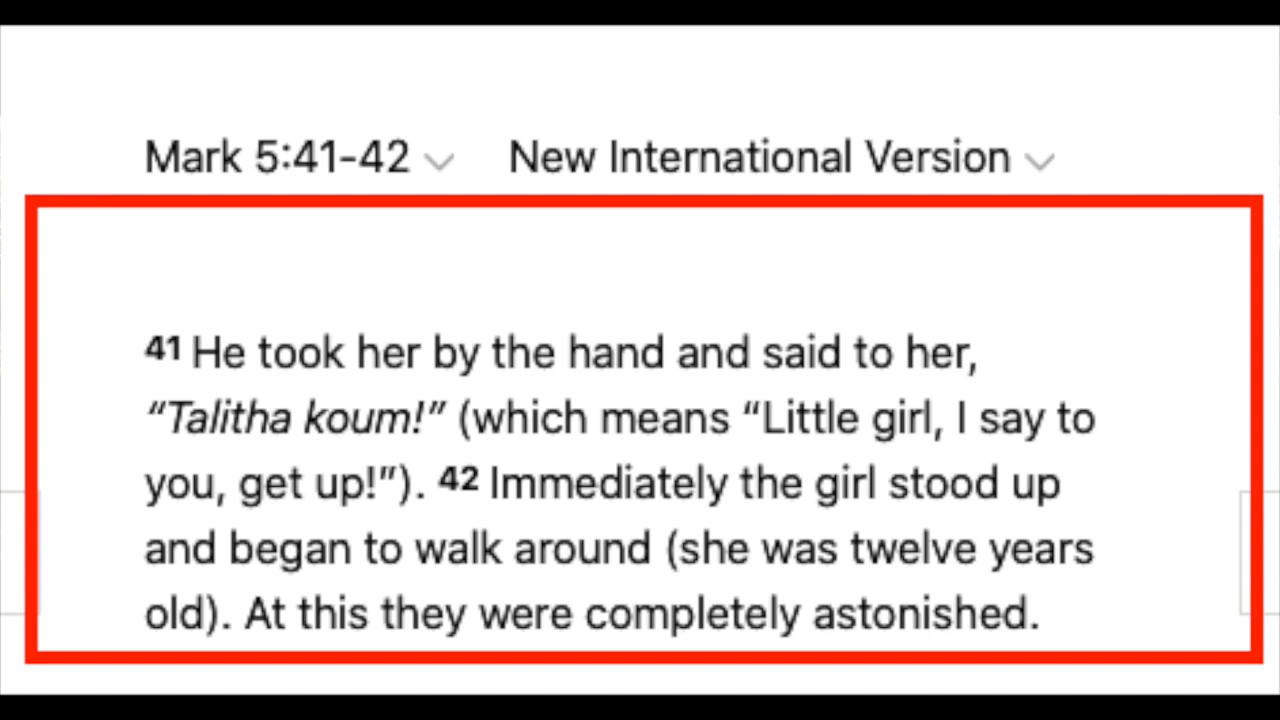 Mark 5:41-42 New International Version
41 He took her by the hand and said to her,
“Talitha koum!” (which means “Little girl, I say to
you, get up!”). 42 Immediately the girl stood up
and began to walk around (she was twelve years
old). At this they were completely astonished.